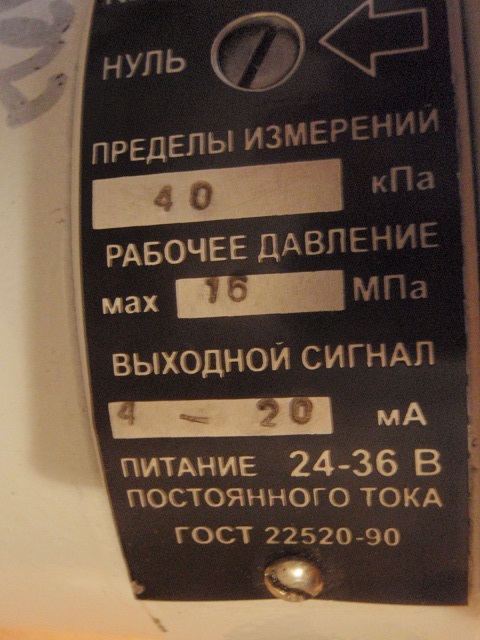 НУЛЬ
ПРЕДЕЛЫ ИЗМЕРЕНИЙ
40 кПа
РАБОЧЕЕ ДАВЛЕНИЕ
мах 16 МПа
ВЫХОДНОЙ СИГНАЛ
4 - 20 мА
ПИТАНИЕ 24-36 В
ПОСТОЯННОГО ТОКА
ГОСТ 22520-90